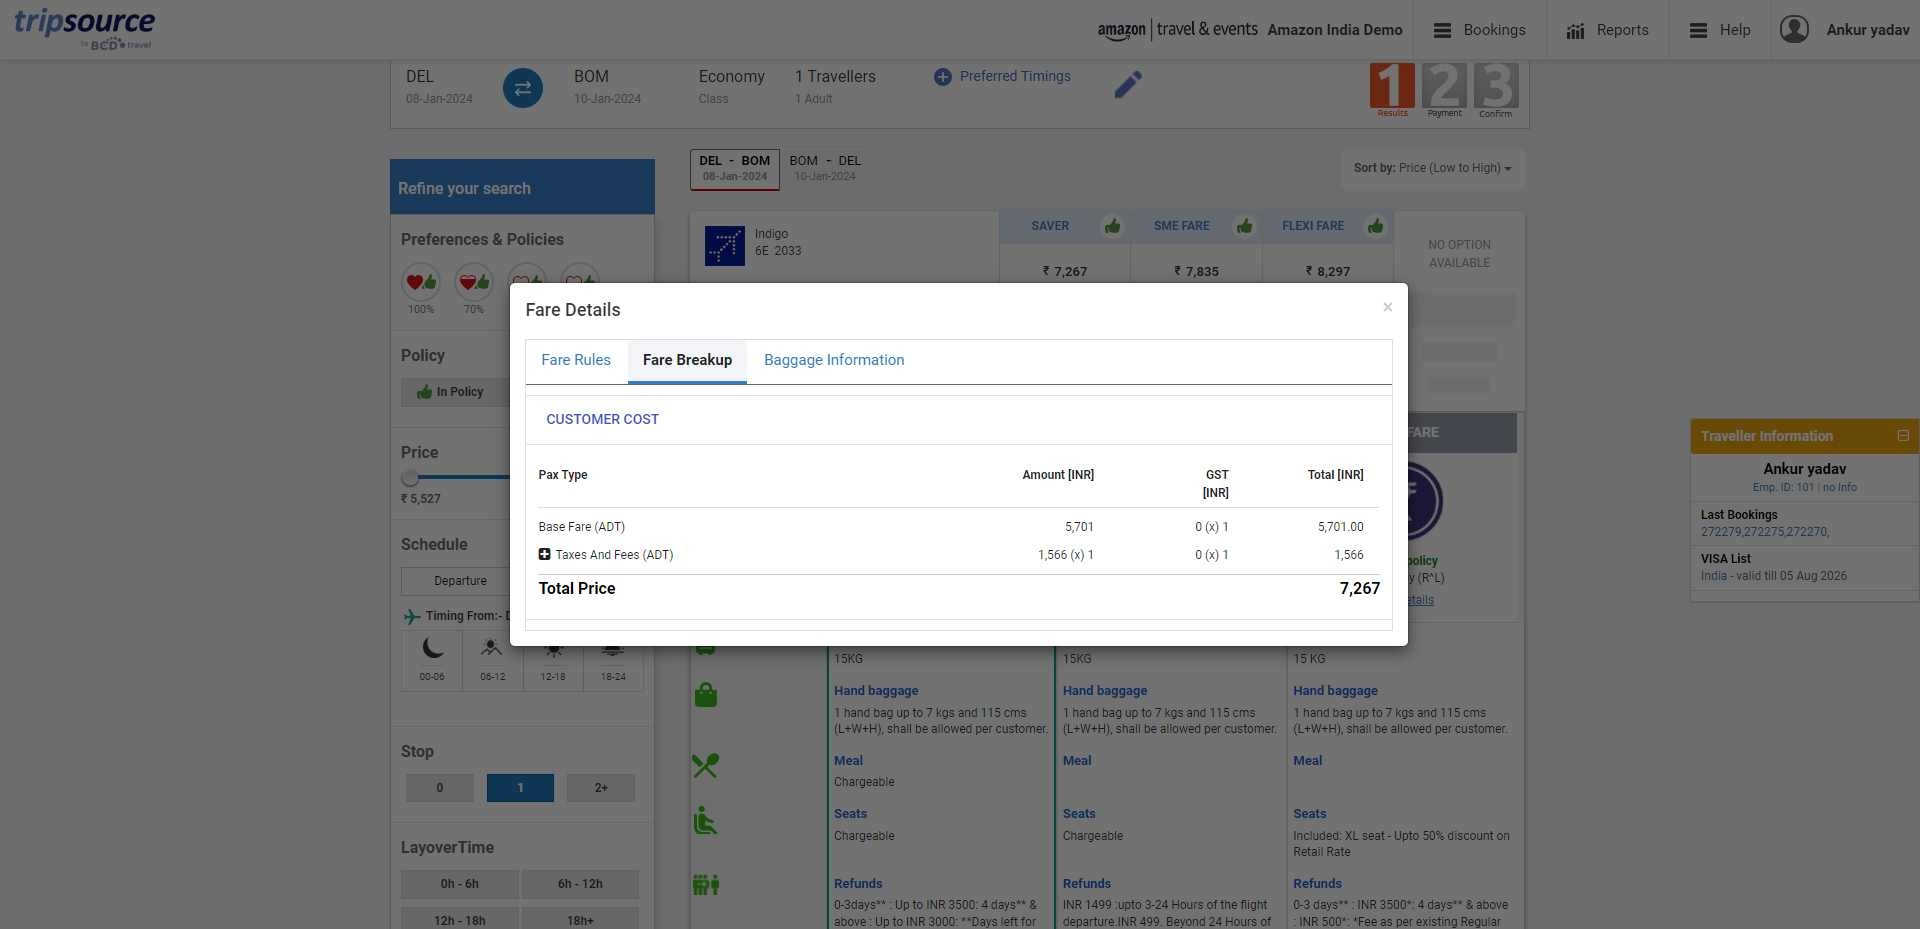 tripsource
by BCD travel
amazon | travel & events
Amazon India Demo
Bookings
Reports
Help
Ankur yadav
DEL
08-Jan-2024
BOM
10-Jan-2024
Economy
Class
1 Travellers
1 Adult
Preferred Timings
1
2
3
Results
Payment
Confirm
DEL - BOM
08-Jan-2024
BOM - DEL
10-Jan-2024
Sort by: Price (Low to High)
Refine your search
Preferences & Policies
100%
70%
Policy
In Policy
Price
₹ 5,527
Schedule
Departure
Timing From:-
00-06
06-12
12-18
18-24
Stop
0
1
2+
LayoverTime
0h - 6h
6h - 12h
12h - 18h
18h+
Indigo
6E 2033
SAVER
SME FARE
FLEXI FARE
₹ 7,267
₹ 7,835
₹ 8,297
NO OPTION
AVAILABLE
Fare Details
×
Fare Rules
Fare Breakup
Baggage Information
CUSTOMER COST
Pax Type
Amount [INR]
GST
[INR]
Total [INR]
Base Fare (ADT)
5,701
0 (x) 1
5,701.00
Taxes And Fees (ADT)
1,566 (x) 1
0 (x) 1
1,566
Total Price
7,267
FARE
policy
y (R^L)
etails
15KG
15KG
15 KG
Hand baggage
1 hand bag up to 7 kgs and 115 cms
(L+W+H), shall be allowed per customer.
Hand baggage
1 hand bag up to 7 kgs and 115 cms
(L+W+H), shall be allowed per customer.
Hand baggage
1 hand bag up to 7 kgs and 115 cms
(L+W+H), shall be allowed per customer.
Meal
Chargeable
Meal
Meal
Seats
Chargeable
Seats
Chargeable
Seats
Included: XL seat - Upto 50% discount on
Retail Rate
Refunds
0-3days** : Up to INR 3500: 4 days** &
above : Up to INR 3000: **Days left for
Refunds
INR 1499 :upto 3-24 Hours of the flight
departure.INR 499. Beyond 24 Hours of
Refunds
0-3 days** : INR 3500*: 4 days** & above
: INR 500*: *Fee as per existing Regular
Traveller Information
Ankur yadav
Emp. ID: 101 | no Info
Last Bookings
272279,272275,272270,
VISA List
India - valid till 05 Aug 2026